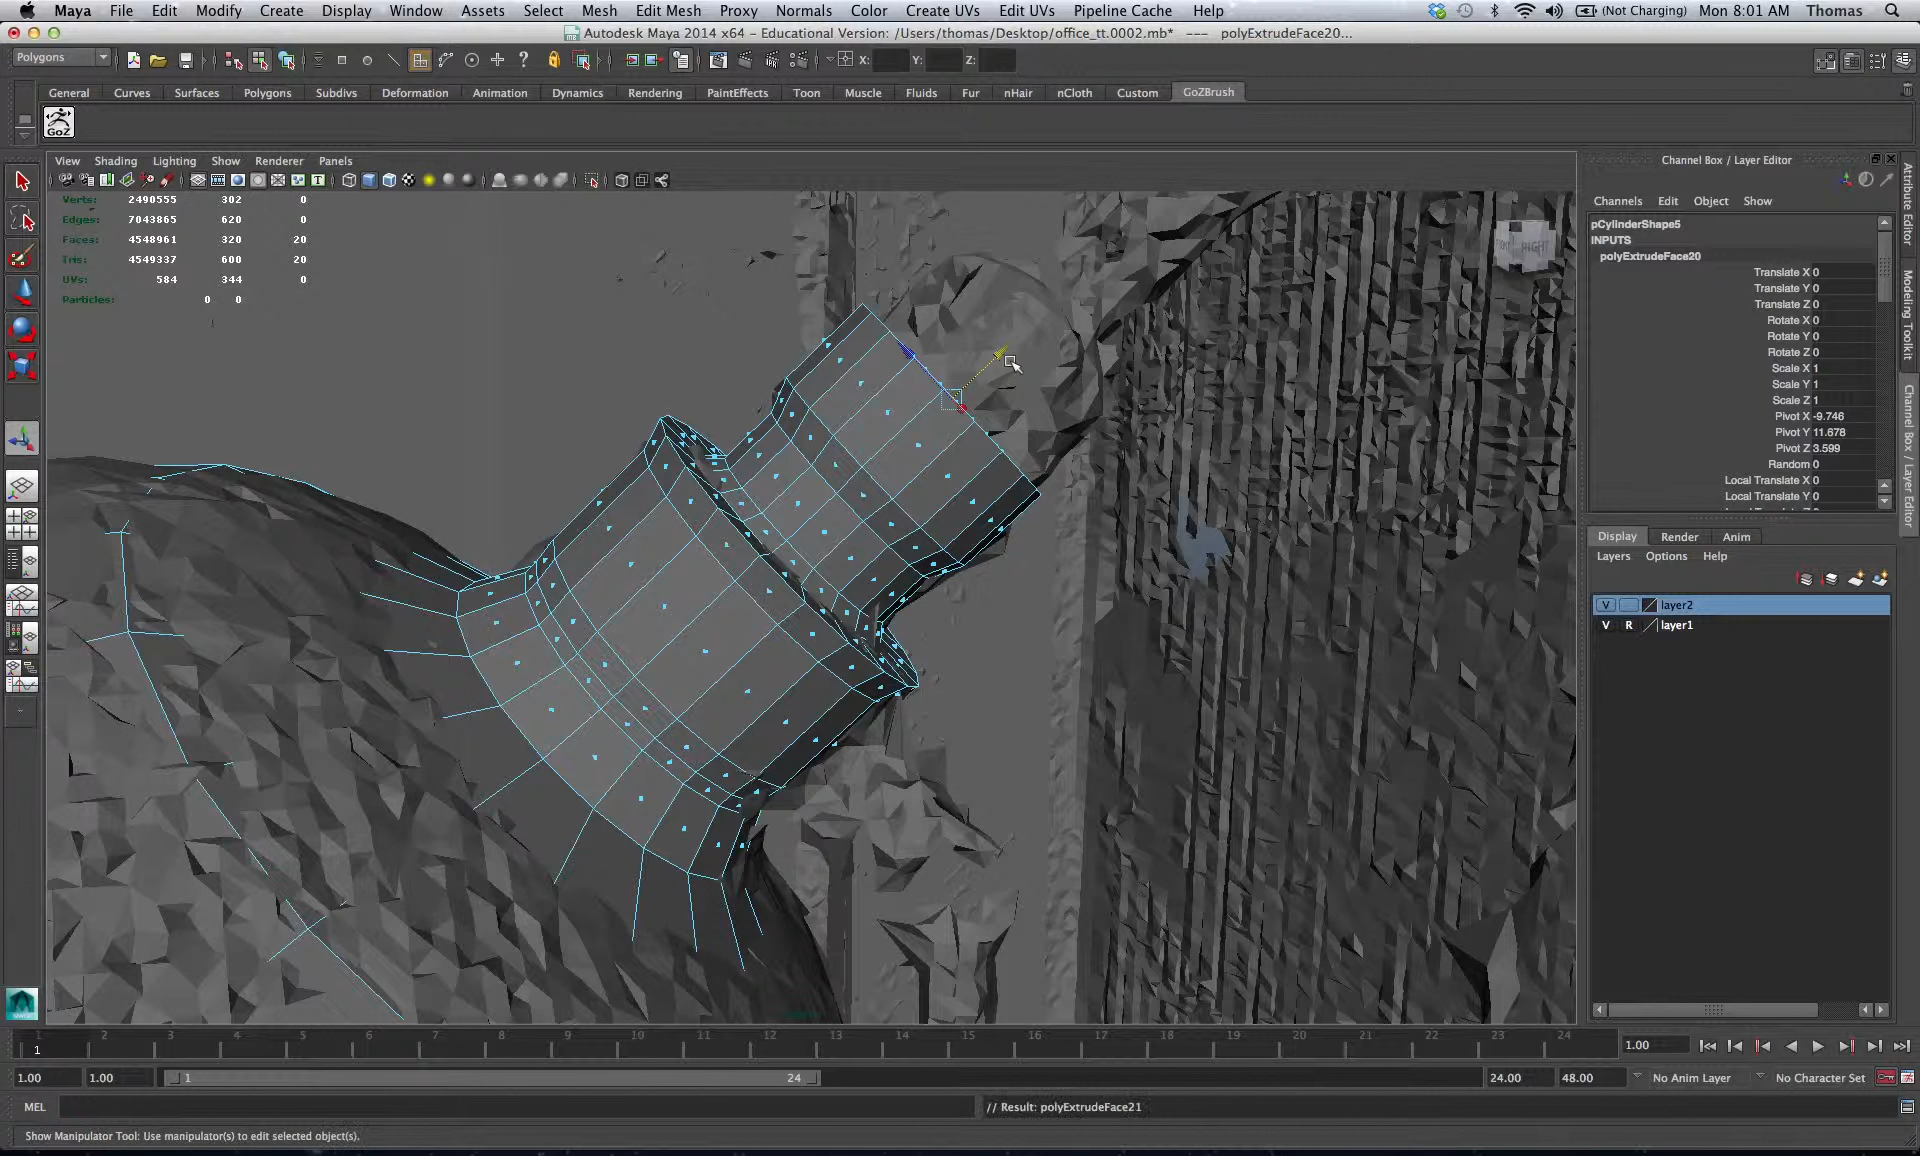 Maya File Edit Modify Create Display Window Assets Select Mesh Edit Mesh Proxy Normals Color Create UVs Edit UVs Pipeline Cache Help (Not Charging) Mon 8:01 AM Thomas
Autodesk Maya 2014 x64 - Educational Version: /Users/thomas/Desktop/office_tt.0002.mb* --- polyExtrudeFace20...
Polygons X: Y: Z:
General Curves Surfaces Polygons Subdivs Deformation Animation Dynamics Rendering PaintEffects Toon Muscle Fluids Fur nHair nCloth Custom GoZBrush
GoZ
View Shading Lighting Show Renderer Panels
Verts: 2490555 302 0
Edges: 7043865 620 0
Faces: 4548961 320 20
Tris: 4549337 600 20
UVs: 584 344 0
Particles: 0 0
RIGHT
Channel Box / Layer Editor
Channels Edit Object Show
pCylinderShape5
INPUTS
polyExtrudeFace20
Translate X 0
Translate Y 0
Translate Z 0
Rotate X 0
Rotate Y 0
Rotate Z 0
Scale X 1
Scale Y 1
Scale Z 1
Pivot X -9.746
Pivot Y 11.678
Pivot Z 3.599
Random 0
Local Translate X 0
Local Translate Y 0
Attribute Editor
Modeling Toolkit
Channel Box / Layer Editor
Display Render Anim
Layers Options Help
V layer2
V R layer1
1 2 3 4 5 6 7 8 9 10 11 12 13 14 15 16 17 18 19 20 21 22 23 24
1 1.00
1.00 1.00 1 24 24.00 48.00 No Anim Layer No Character Set
MEL // Result: polyExtrudeFace21
Show Manipulator Tool: Use manipulator(s) to edit selected object(s).